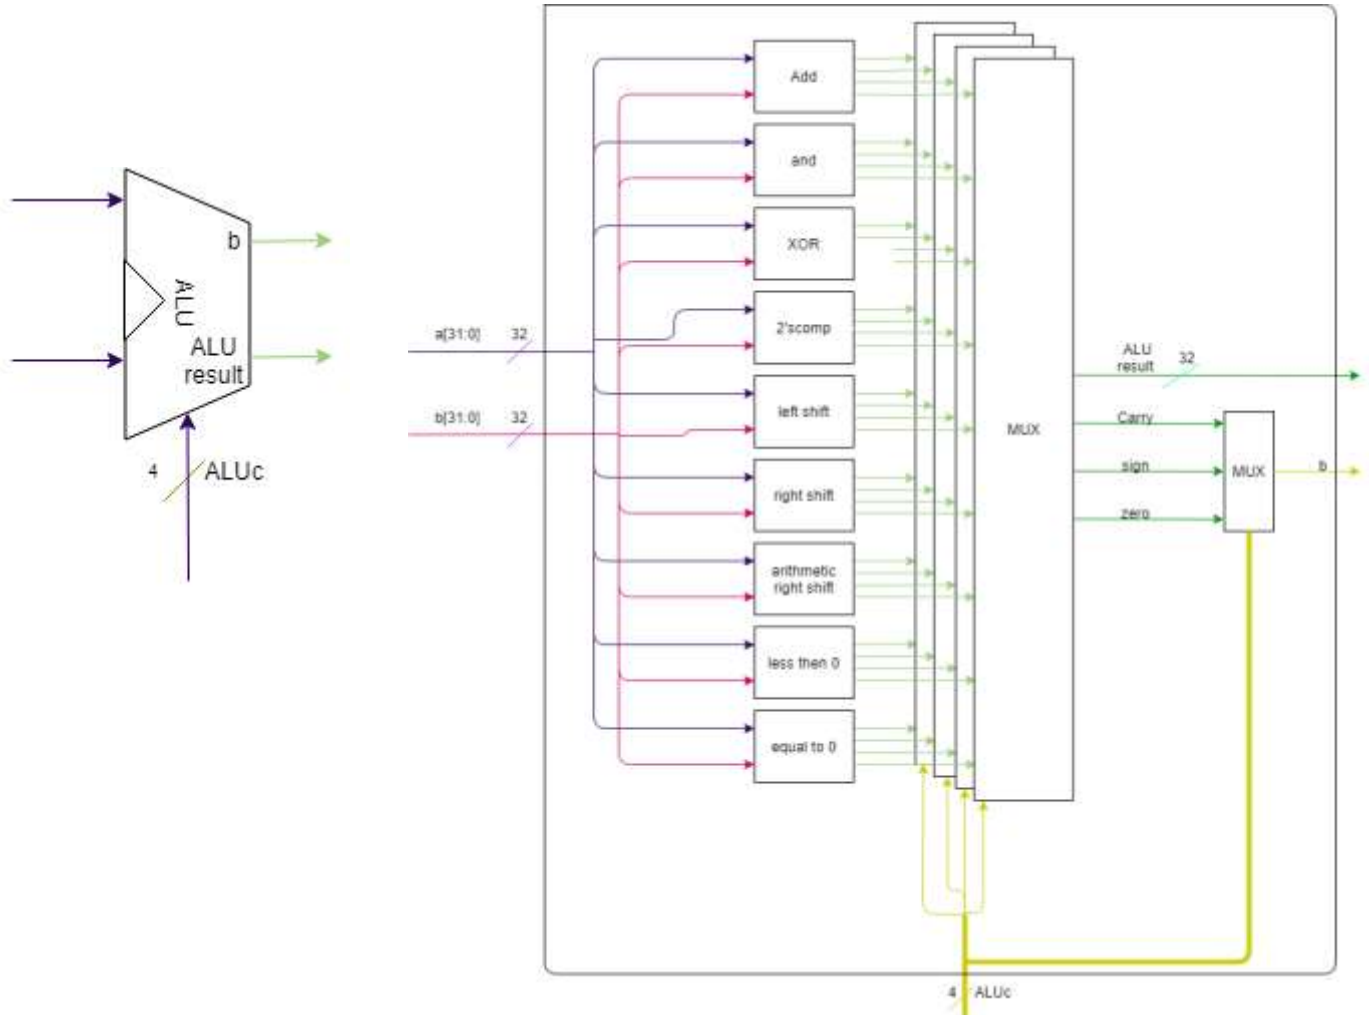 b
ALU
ALU
result
4
ALUc
a[31:0]
32
b[31:0]
32
Add
and
XOR
2'scomp
left shift
right shift
arithmetic
right shift
less then 0
equal to 0
MUX
ALU
result
32
Carry
sign
zero
MUX
b
4
ALUc